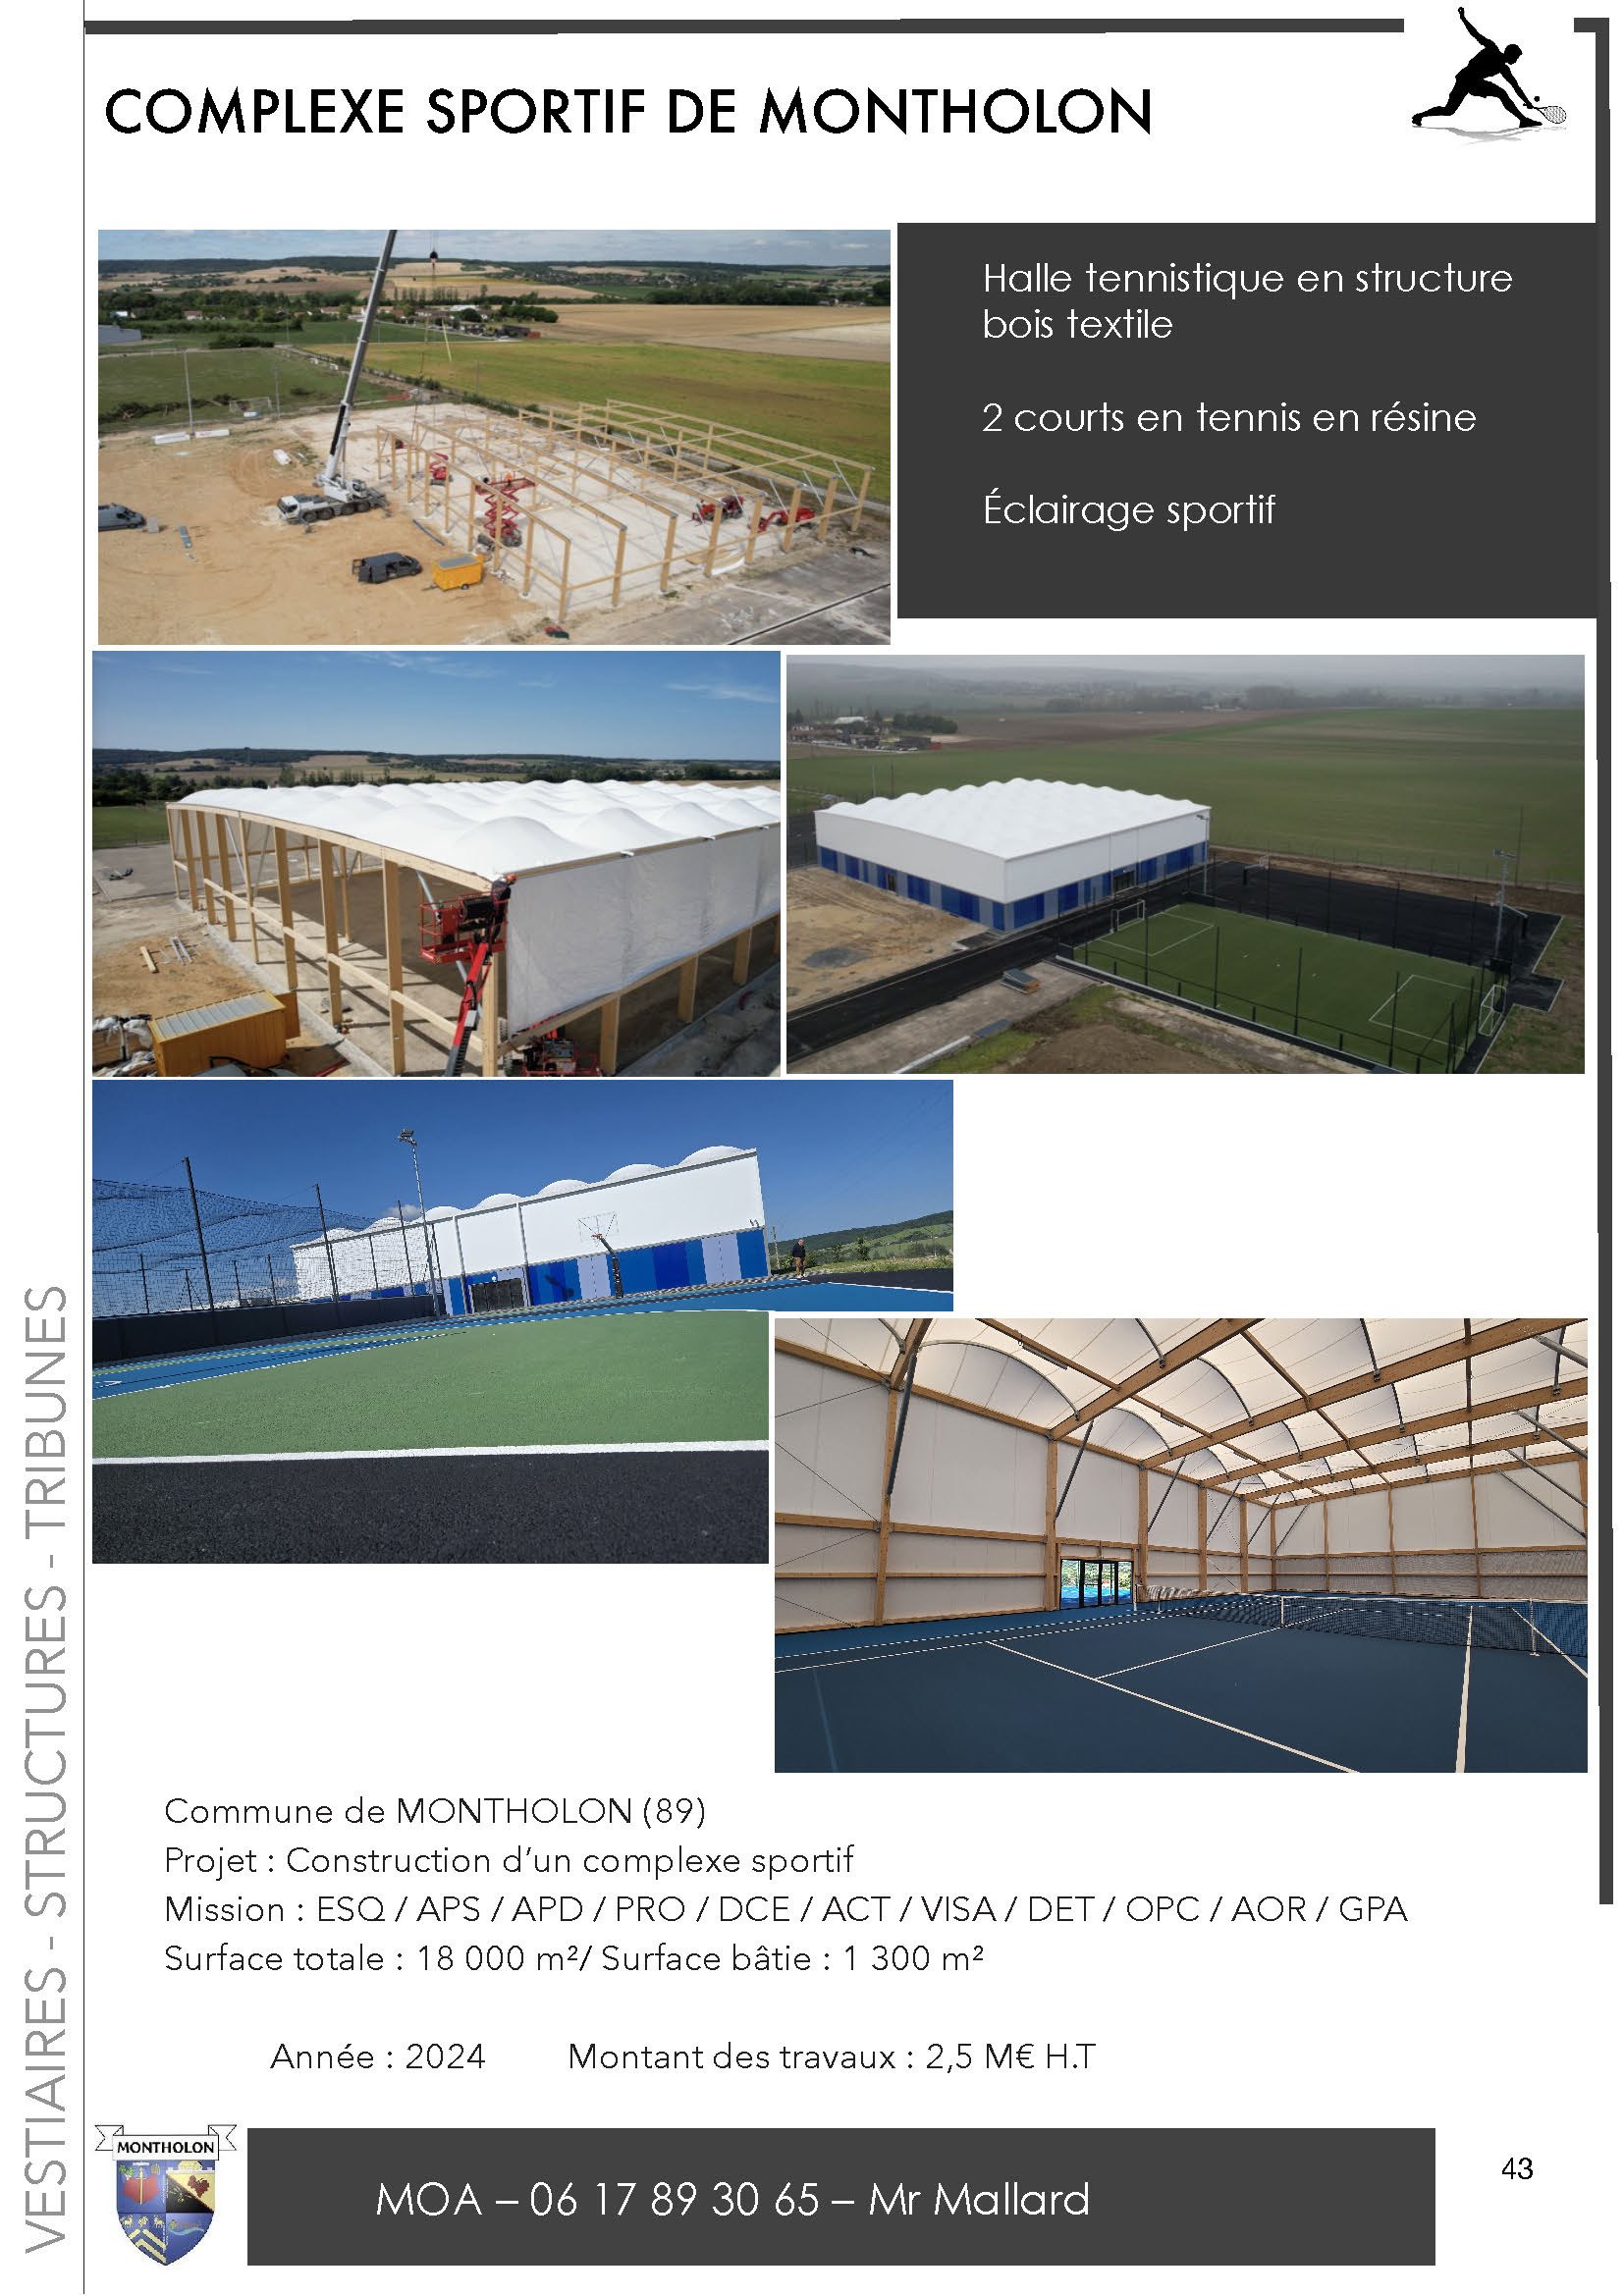 COMPLEXE SPORTIF DE MONTHOLON
Halle tennistique en structure
bois textile
2 courts en tennis en résine
Éclairage sportif
VESTIAIRES - STRUCTURES - TRIBUNES
Commune de MONTHOLON (89)
Projet : Construction d’un complexe sportif
Mission : ESQ / APS / APD / PRO / DCE / ACT / VISA / DET / OPC / AOR / GPA
Surface totale : 18 000 m²/ Surface bâtie : 1 300 m²
Année : 2024 Montant des travaux : 2,5 M€ H.T
MONTHOLON
MOA – 06 17 89 30 65 – Mr Mallard
43